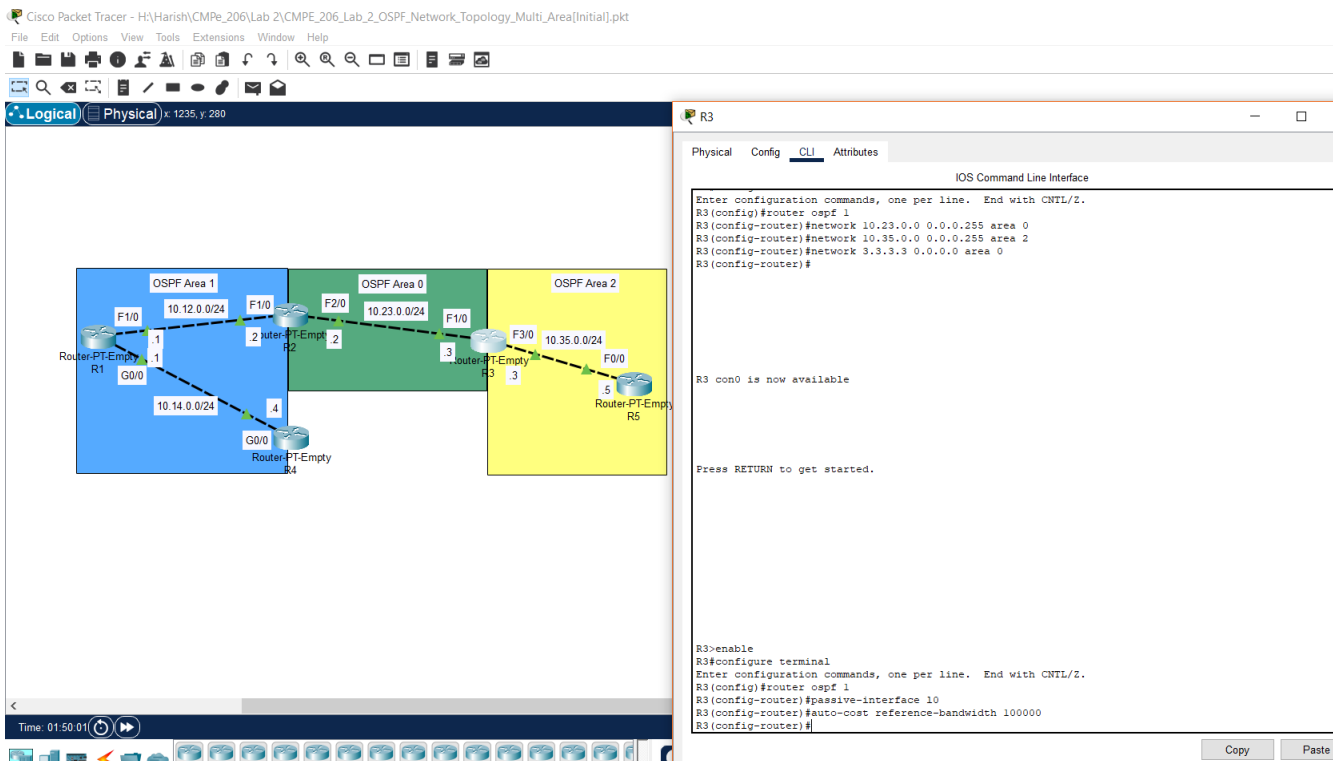 Cisco Packet Tracer - H:\Harish\CMPe_206\Lab 2\CMPE_206_Lab_2_OSPF_Network_Topology_Multi_Area[Initial].pkt
File Edit Options View Tools Extensions Window Help
Logical Physical x: 1235, y: 280
OSPF Area 1
OSPF Area 0
OSPF Area 2
F1/0
10.12.0.0/24
F1/0
F2/0
10.23.0.0/24
F1/0
.1
.2
.2
.3
F3/0
10.35.0.0/24
F0/0
Router-PT-Empty
R1
.1
G0/0
R2
Router-PT-Empty
R3
.3
.5
Router-PT-Empty
R5
10.14.0.0/24
.4
G0/0
Router-PT-Empty
R4
Time: 01:50:01
R3
Physical Config CLI Attributes
IOS Command Line Interface
Enter configuration commands, one per line. End with CNTL/Z.
R3(config)#router ospf 1
R3(config-router)#network 10.23.0.0 0.0.0.255 area 0
R3(config-router)#network 10.35.0.0 0.0.0.255 area 2
R3(config-router)#network 3.3.3.3 0.0.0.0 area 0
R3(config-router)#
R3 con0 is now available
Press RETURN to get started.
R3>enable
R3#configure terminal
Enter configuration commands, one per line. End with CNTL/Z.
R3(config)#router ospf 1
R3(config-router)#passive-interface l0
R3(config-router)#auto-cost reference-bandwidth 100000
R3(config-router)#
Copy Paste